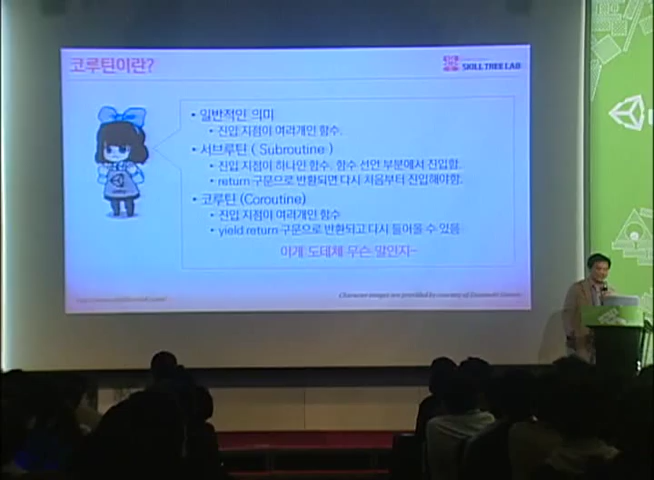 코루틴이란?
SKILL TREE LAB
• 일반적인 의미
• 진입 지점이 여러개인 함수.
• 서브루틴 ( Subroutine )
• 진입 지점이 하나인 함수. 함수 선언 부분에서 진입함.
• return 구문으로 반환되면 다시 처음부터 진입해야함.
• 코루틴 (Coroutine)
• 진입 지점이 여러개인 함수
• yield return 구문으로 반환되고 다시 들어올 수 있음
이게 도데체 무슨 말인지~
Character images are provided by courtesy of